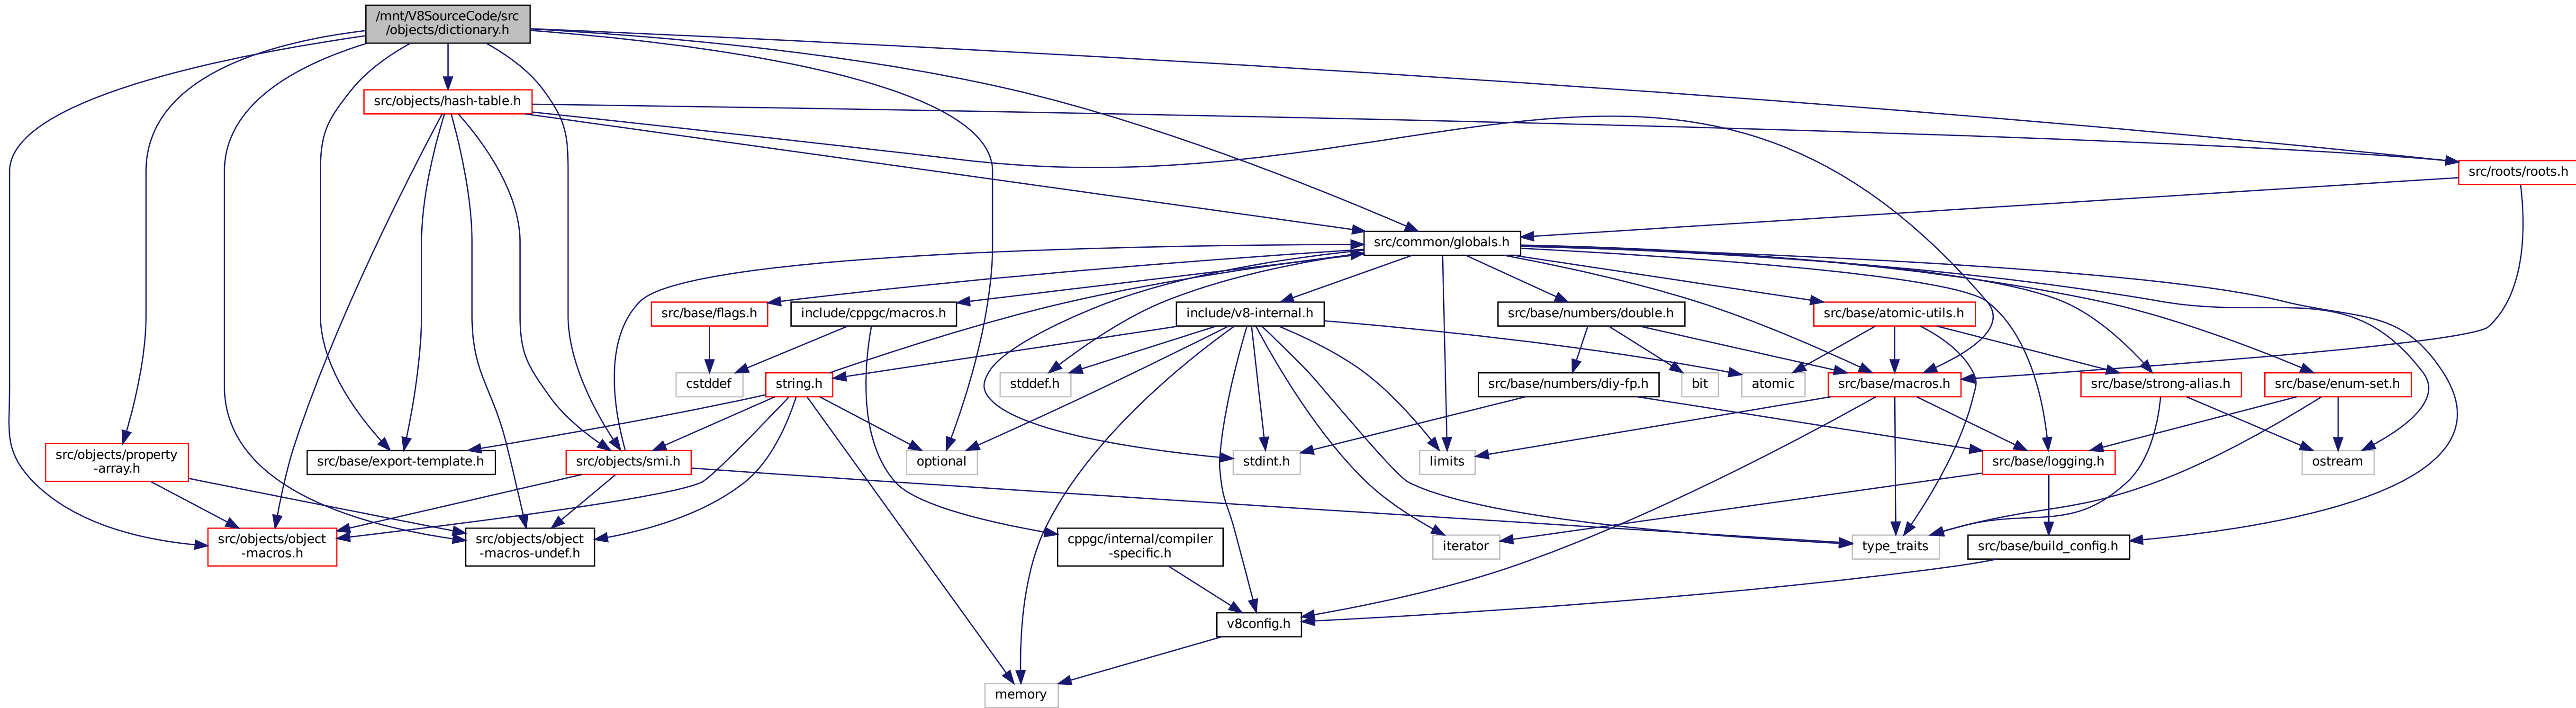 /mnt/V8SourceCode/src
/objects/dictionary.h
src/objects/hash-table.h
src/roots/roots.h
src/common/globals.h
src/base/flags.h
include/cppgc/macros.h
include/v8-internal.h
src/base/numbers/double.h
src/base/atomic-utils.h
cstddef
string.h
stddef.h
src/base/numbers/diy-fp.h
bit
atomic
src/base/macros.h
src/base/strong-alias.h
src/base/enum-set.h
src/objects/property
-array.h
src/base/export-template.h
src/objects/smi.h
optional
stdint.h
limits
src/base/logging.h
ostream
src/objects/object
-macros.h
src/objects/object
-macros-undef.h
cppgc/internal/compiler
-specific.h
iterator
type_traits
src/base/build_config.h
v8config.h
memory